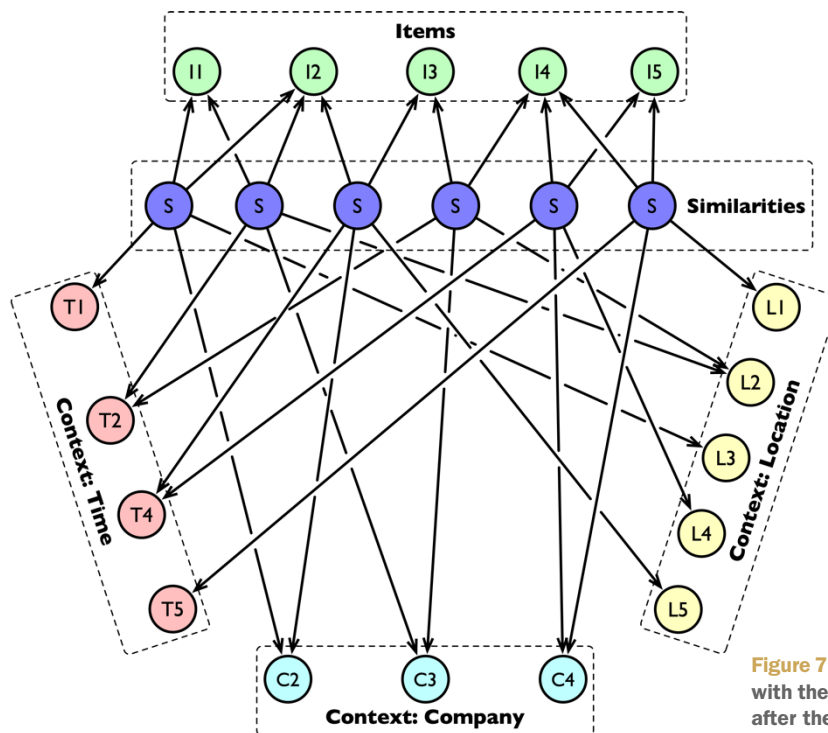 Items
I1 I2 I3 I4 I5
S S S S S S Similarities
T1
T2
T4
T5
Context: Time
L1
L2
L3
L4
L5
Context: Location
C2 C3 C4
Context: Company
Figure 7
with the
after the